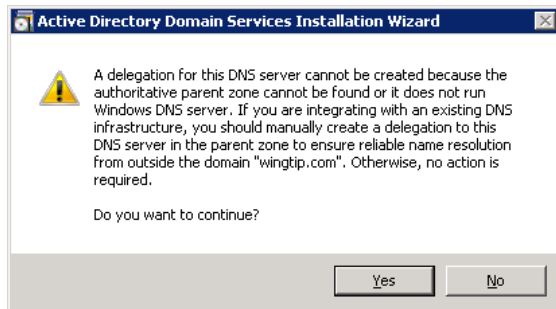 Active Directory Domain Services Installation Wizard
A delegation for this DNS server cannot be created because the
authoritative parent zone cannot be found or it does not run
Windows DNS server. If you are integrating with an existing DNS
infrastructure, you should manually create a delegation to this
DNS server in the parent zone to ensure reliable name resolution
from outside the domain "wingtip.com". Otherwise, no action is
required.
Do you want to continue?
Yes
No